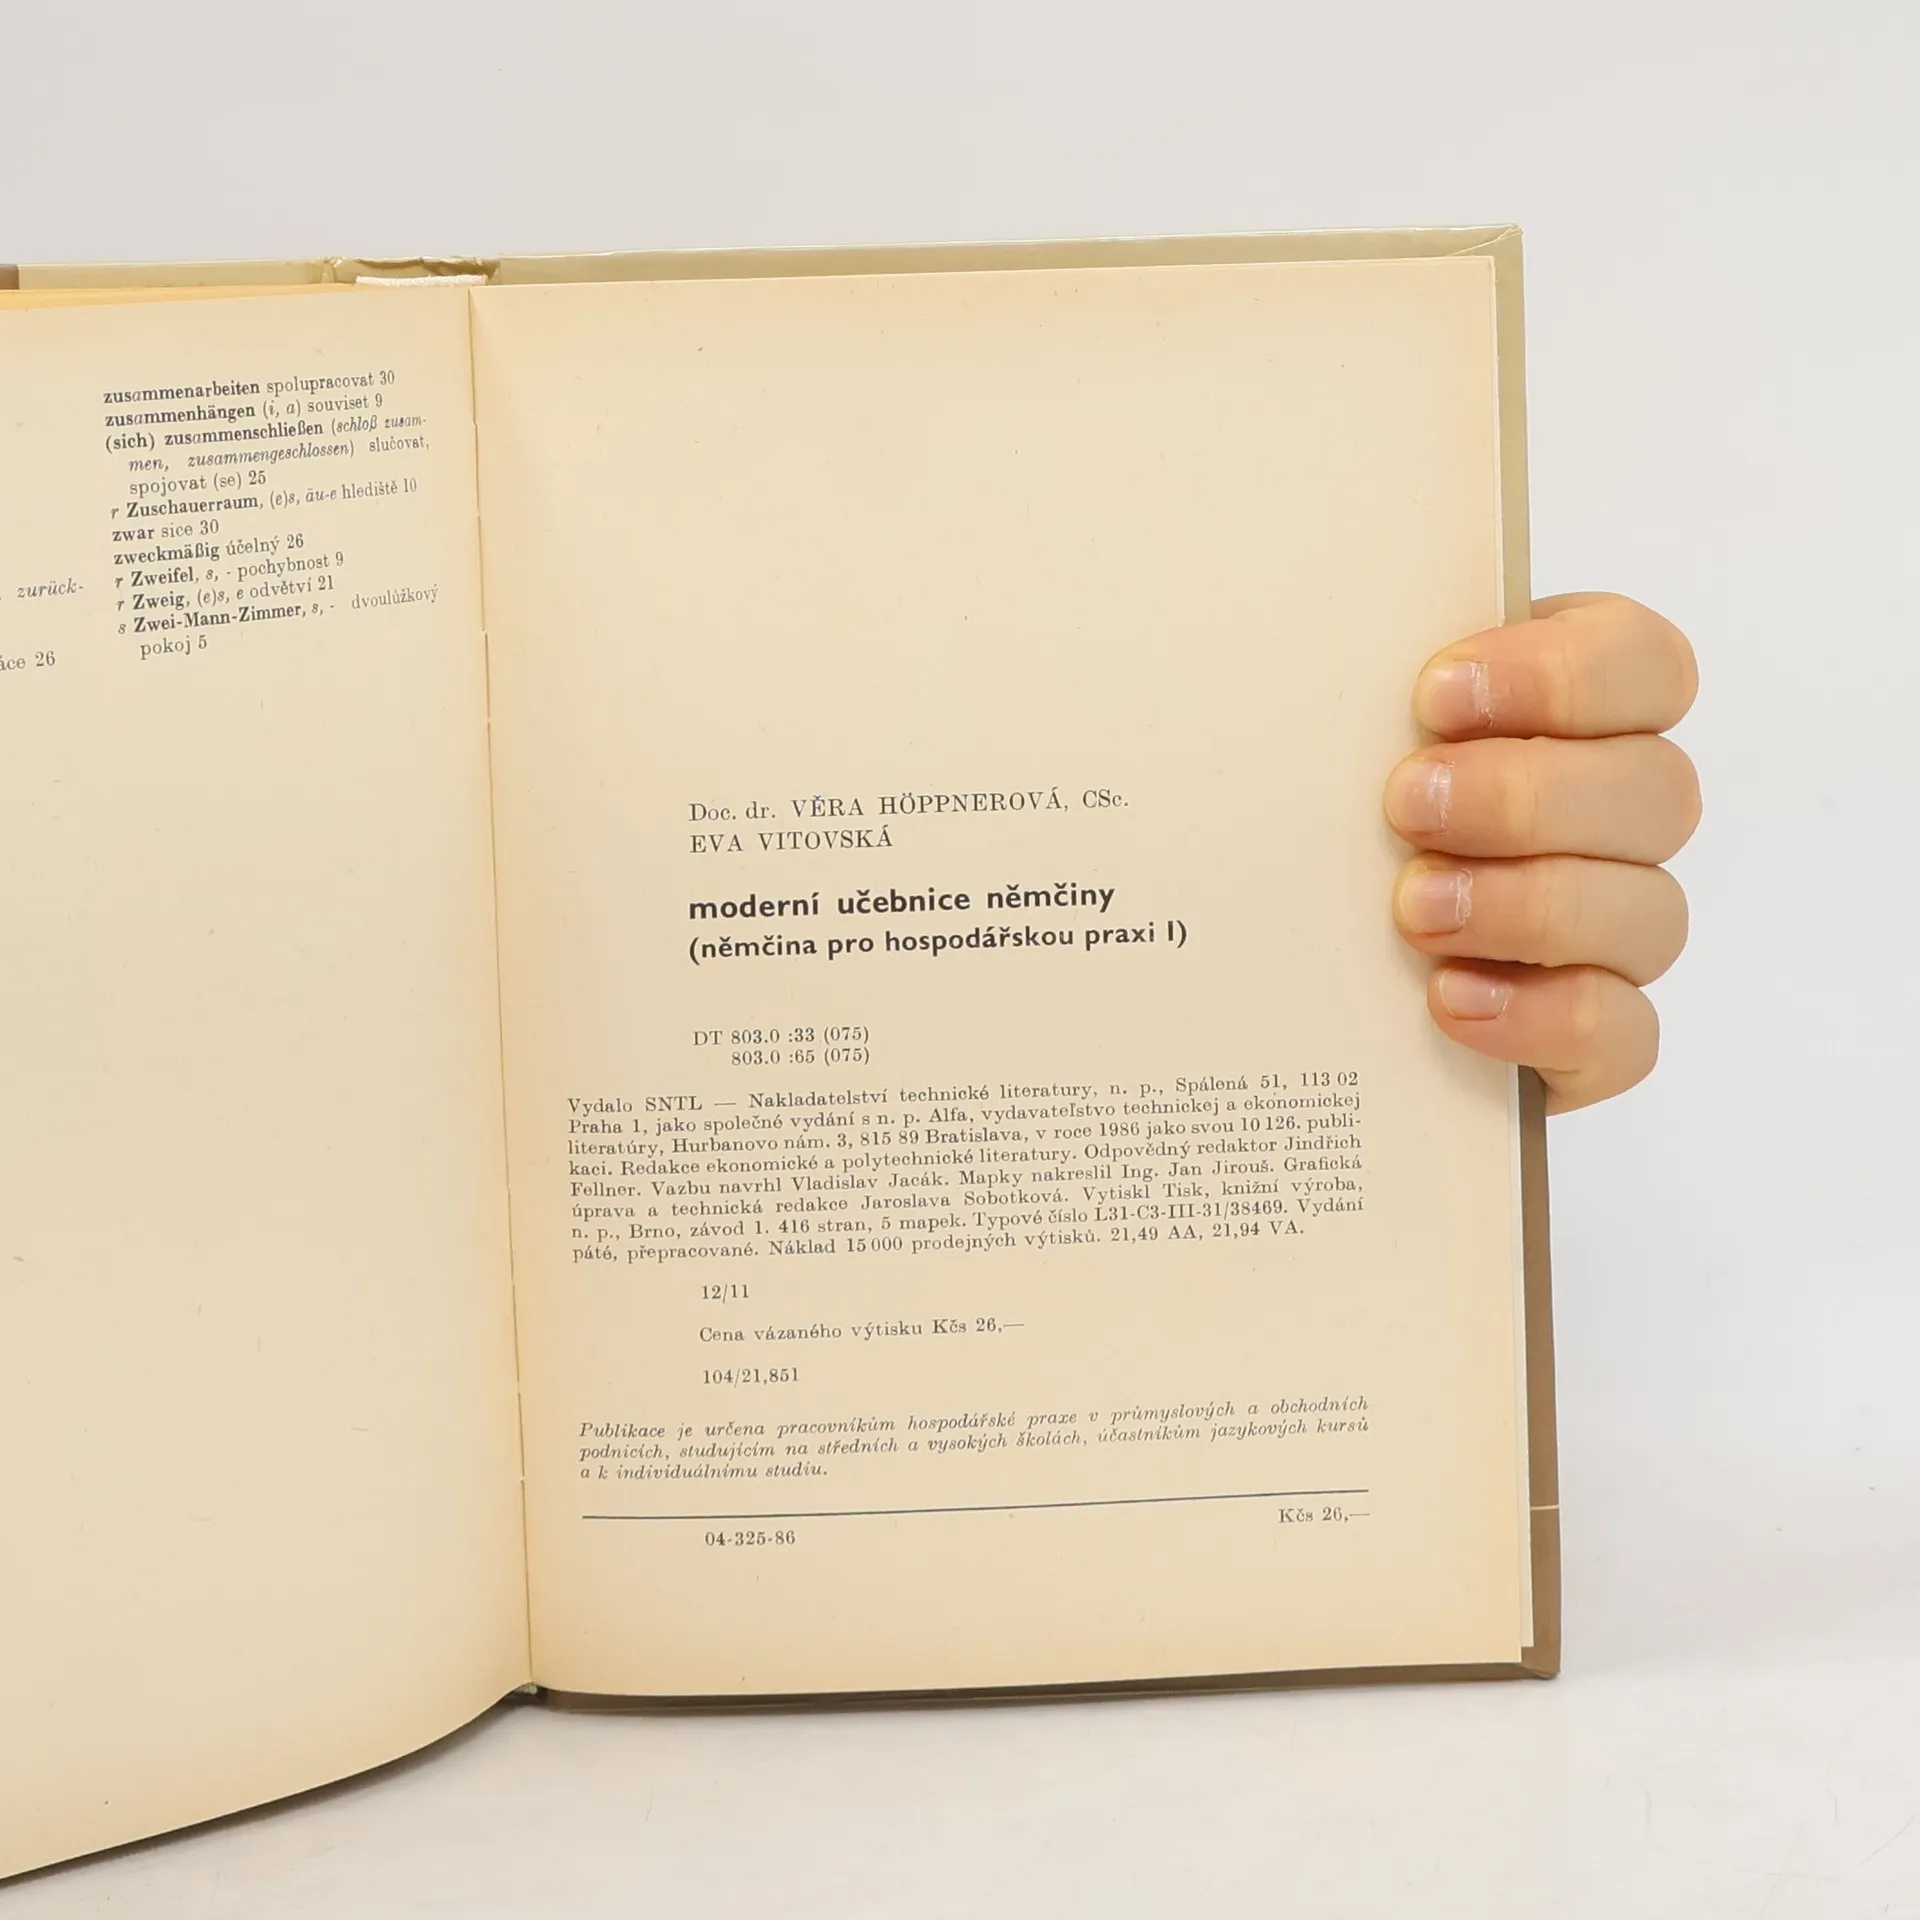 zurück-
áce 26
zusammenarbeiten spolupracovat 30
zusammenhängen (i, a) souviset 9
(sich) zusammenschließen (schloß zusam-
men, zusammengeschlossen) slučovat,
spojovat (se) 25
r Zuschauerraum, (e)s, äu-e hlediště 10
zwar sice 30
zweckmäßig účelný 26
r Zweifel, s, - pochybnost 9
r Zweig, (e)s, e odvětví 21
s Zwei-Mann-Zimmer, s, - dvoulůžkový
pokoj 5
Doc. dr. VĚRA HÖPPNEROVÁ, CSc.
EVA VITOVSKÁ
moderní učebnice němčiny
(němčina pro hospodářskou praxi I)
DT 803.0 :33 (075)
803.0 :65 (075)
Vydalo SNTL — Nakladatelství technické literatury, n. p., Spálená 51, 113 02
Praha 1, jako společné vydání s n. p. Alfa, vydavateľstvo technickej a ekonomickej
literatúry, Hurbanovo nám. 3, 815 89 Bratislava, v roce 1986 jako svou 10 126. publi-
kaci. Redakce ekonomické a polytechnické literatury. Odpovědný redaktor Jindřich
Fellner. Vazbu navrhl Vladislav Jacák. Mapky nakreslil Ing. Jan Jirouš. Grafická
úprava a technická redakce Jaroslava Sobotková. Vytiskl Tisk, knižní výroba,
n. p., Brno, závod 1. 416 stran, 5 mapek. Typové číslo L31-C3-III-31/38469. Vydání
páté, přepracované. Náklad 15 000 prodejných výtisků. 21,49 AA, 21,94 VA.
12/11
Cena vázaného výtisku Kčs 26,—
104/21,851
Publikace je určena pracovníkům hospodářské praxe v průmyslových a obchodních
podnicích, studujícím na středních a vysokých školách, účastníkům jazykových kursů
a k individuálnímu studiu.
04-325-86
Kčs 26,—